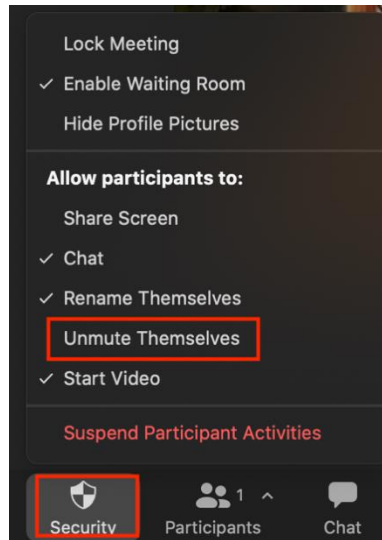 Lock Meeting
✓ Enable Waiting Room
Hide Profile Pictures
Allow participants to:
Share Screen
✓ Chat
✓ Rename Themselves
Unmute Themselves
✓ Start Video
Suspend Participant Activities
1
Security Participants Chat